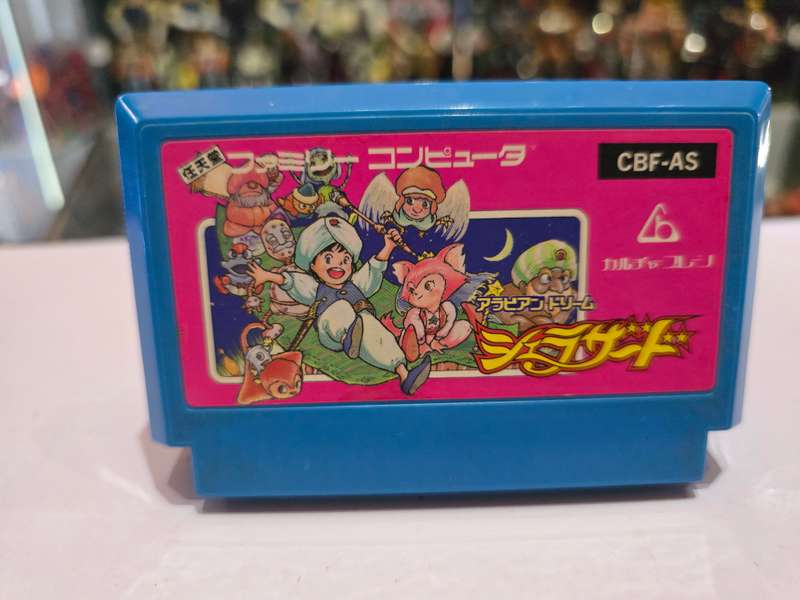 任天堂 ファミリー コンピュータ TM
CBF-AS
カルチャーブレーン
アラビアン ドリーム
シェラザード